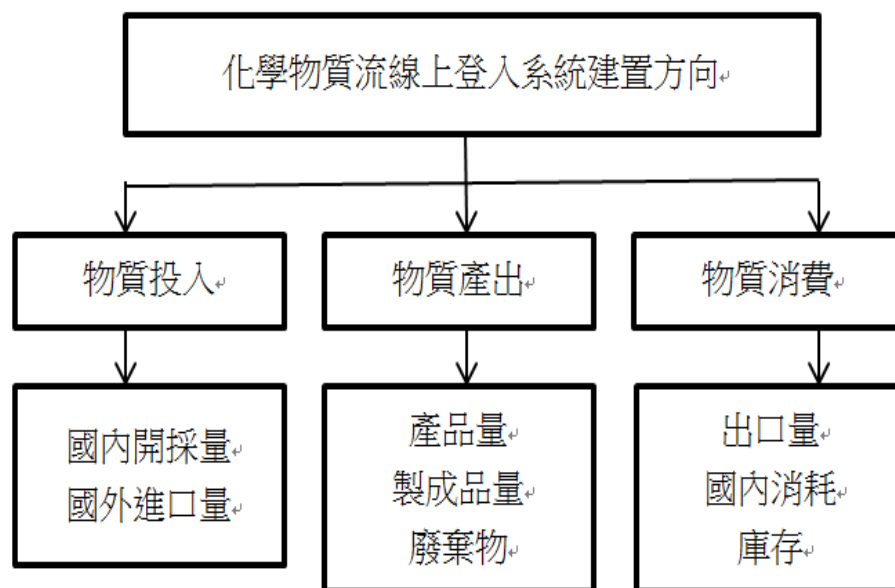 化學物質流線上登入系統建置方向
物質投入
物質產出
物質消費
國內開採量
國外進口量
產品量
製成品量
廢棄物
出口量
國內消耗
庫存